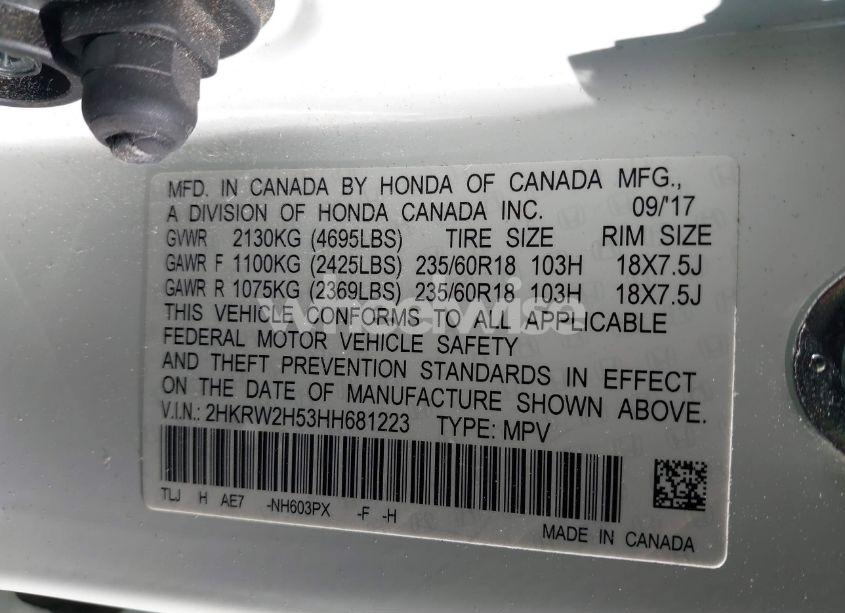 MFD. IN CANADA BY HONDA OF CANADA MFG.,
A DIVISION OF HONDA CANADA INC. 09/'17
GVWR 2130KG (4695LBS) TIRE SIZE RIM SIZE
GAWR F 1100KG (2425LBS) 235/60R18 103H 18X7.5J
GAWR R 1075KG (2369LBS) 235/60R18 103H 18X7.5J
THIS VEHICLE CONFORMS TO ALL APPLICABLE
FEDERAL MOTOR VEHICLE SAFETY
AND THEFT PREVENTION STANDARDS IN EFFECT
ON THE DATE OF MANUFACTURE SHOWN ABOVE.
V.I.N.: 2HKRW2H53HH681223 TYPE: MPV
TLJ H AE7 -NH603PX -F -H
MADE IN CANADA
wheelwise